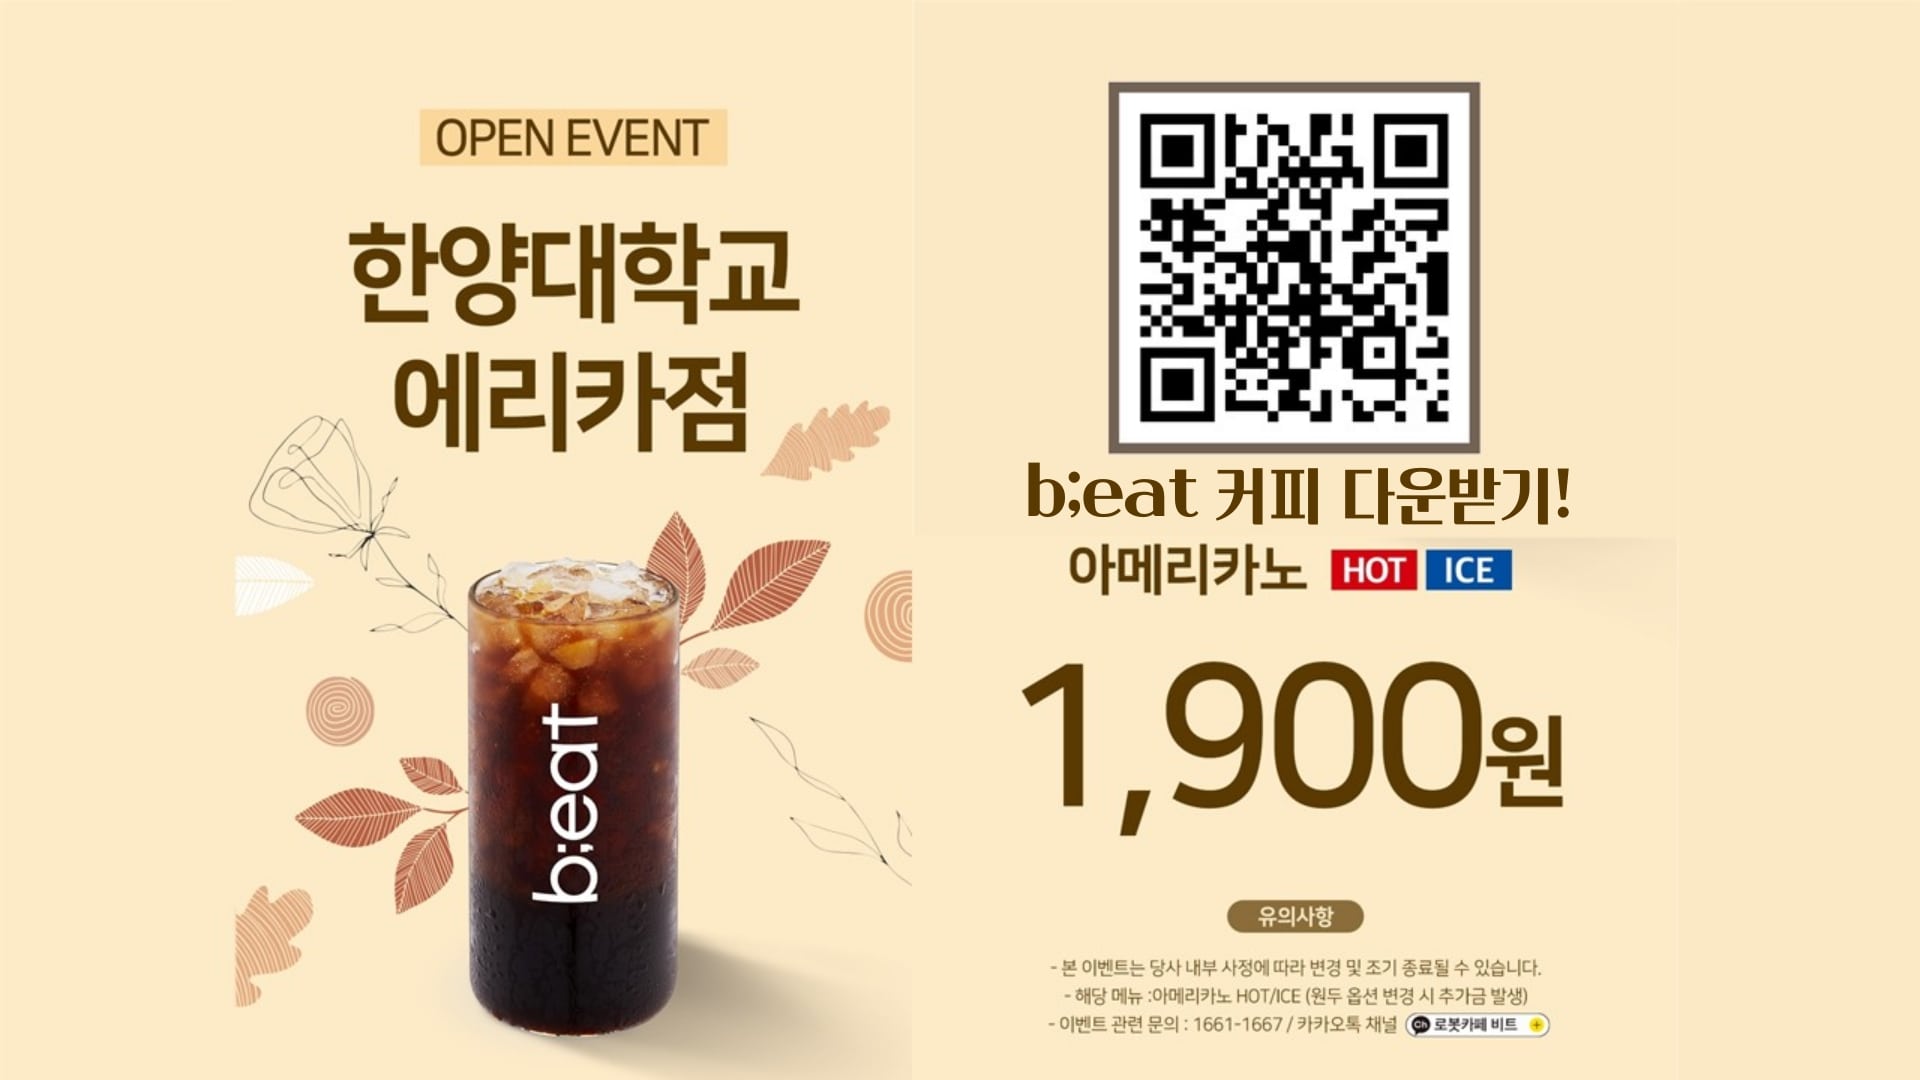 OPEN EVENT
한양대학교
에리카점
b;eat
b;eat 커피 다운받기!
아메리카노 HOT ICE
1,900원
유의사항
- 본 이벤트는 당사 내부 사정에 따라 변경 및 조기 종료될 수 있습니다.
- 해당 메뉴 :아메리카노 HOT/ICE (원두 옵션 변경 시 추가금 발생)
- 이벤트 관련 문의 : 1661-1667 / 카카오톡 채널 Ch 로봇카페 비트 +